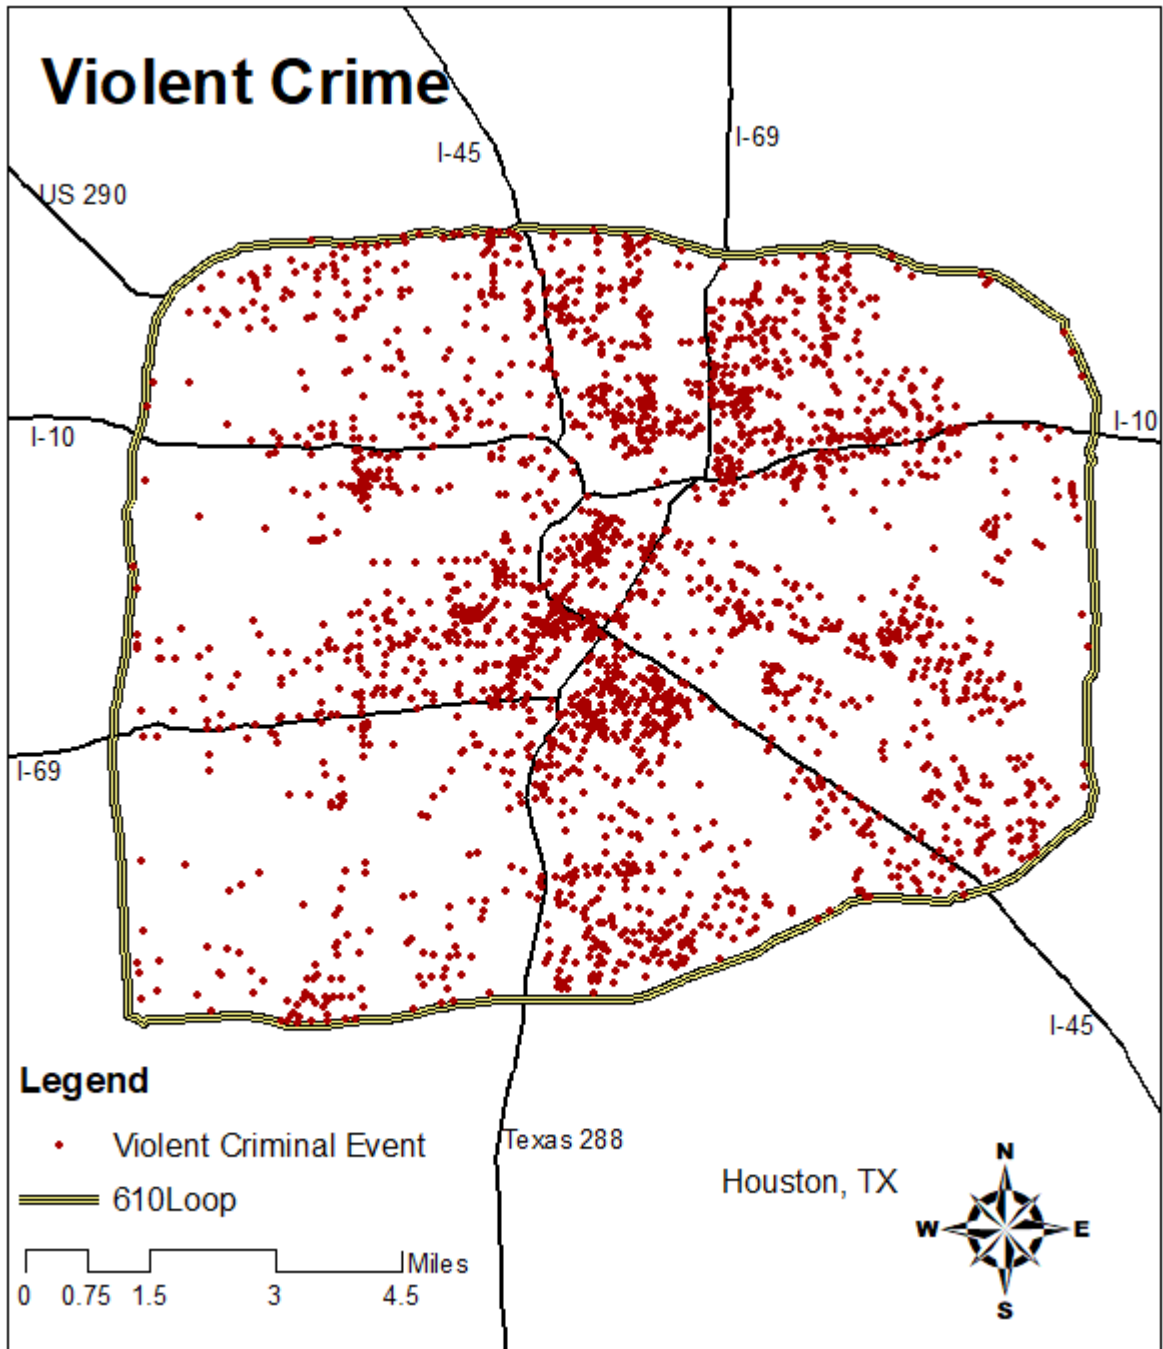 Violent Crime
I-45
I-69
US 290
I-10
I-10
I-69
I-45
Legend
Violent Criminal Event
610Loop
Miles
0 0.75 1.5 3 4.5
Texas 288
Houston, TX
N
W E
S